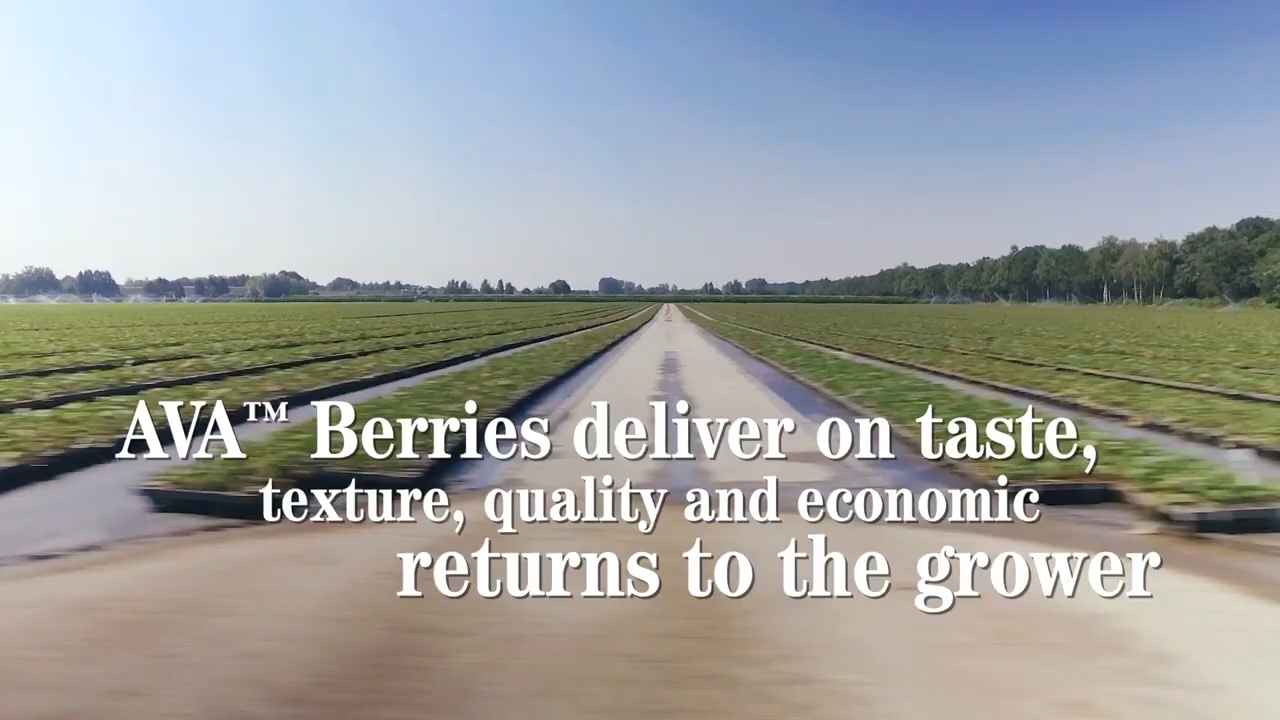 AVA™ Berries deliver on taste,
texture, quality and economic
returns to the grower